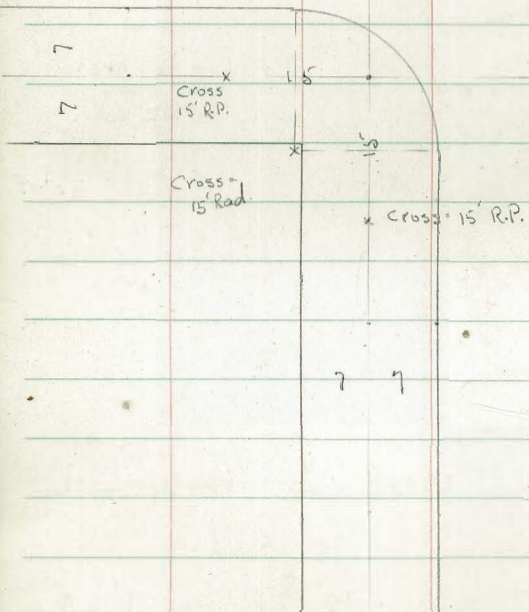 7
7
Cross
15' R.P.
15
15'
Cross=
15' Rad.
Cross= 15' R.P.
7 7